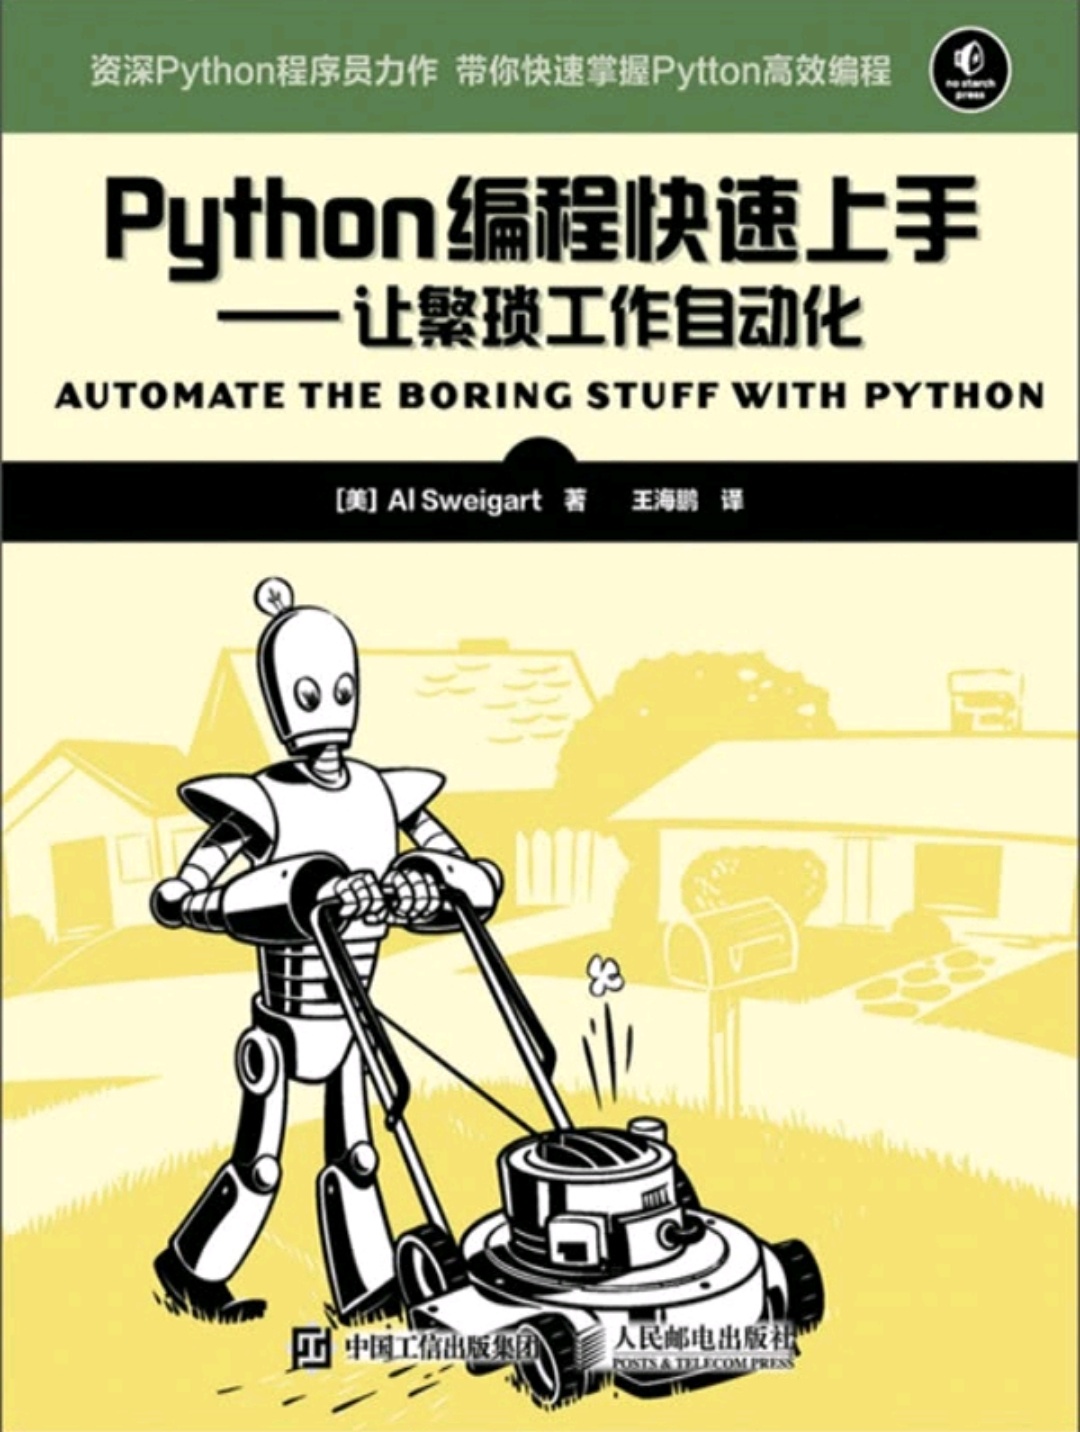 资深Python程序员力作 带你快速掌握Pytton高效编程
no starch
press
Python编程快速上手
——让繁琐工作自动化
AUTOMATE THE BORING STUFF WITH PYTHON
[美] Al Sweigart 著 王海鹏 译
中国工信出版集团 人民邮电出版社
POSTS & TELECOM PRESS